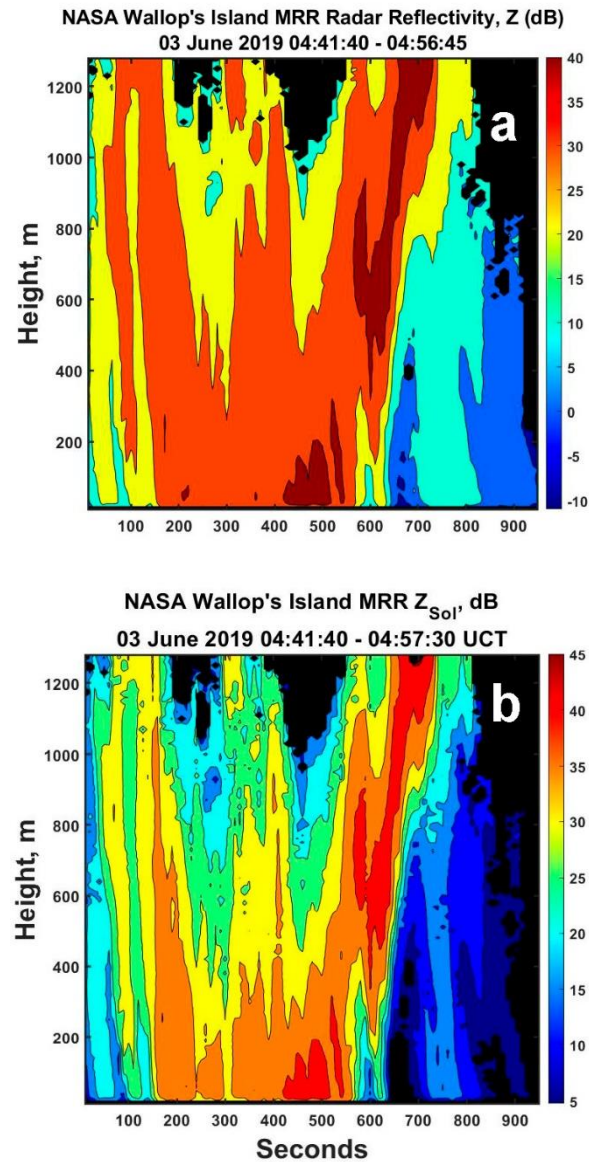 NASA Wallop's Island MRR Radar Reflectivity, Z (dB)
03 June 2019 04:41:40 - 04:56:45
a
Height, m
1200
1000
800
600
400
200
100 200 300 400 500 600 700 800 900
40
35
30
25
20
15
10
5
0
-5
-10
NASA Wallop's Island MRR Z_Sol, dB
03 June 2019 04:41:40 - 04:57:30 UCT
b
Height, m
1200
1000
800
600
400
200
100 200 300 400 500 600 700 800 900
Seconds
45
40
35
30
25
20
15
10
5